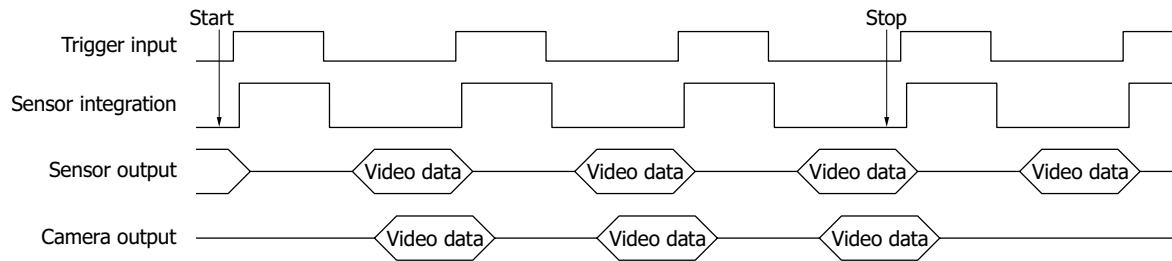 Start
Stop
Trigger input
Sensor integration
Sensor output
Video data
Video data
Video data
Video data
Camera output
Video data
Video data
Video data